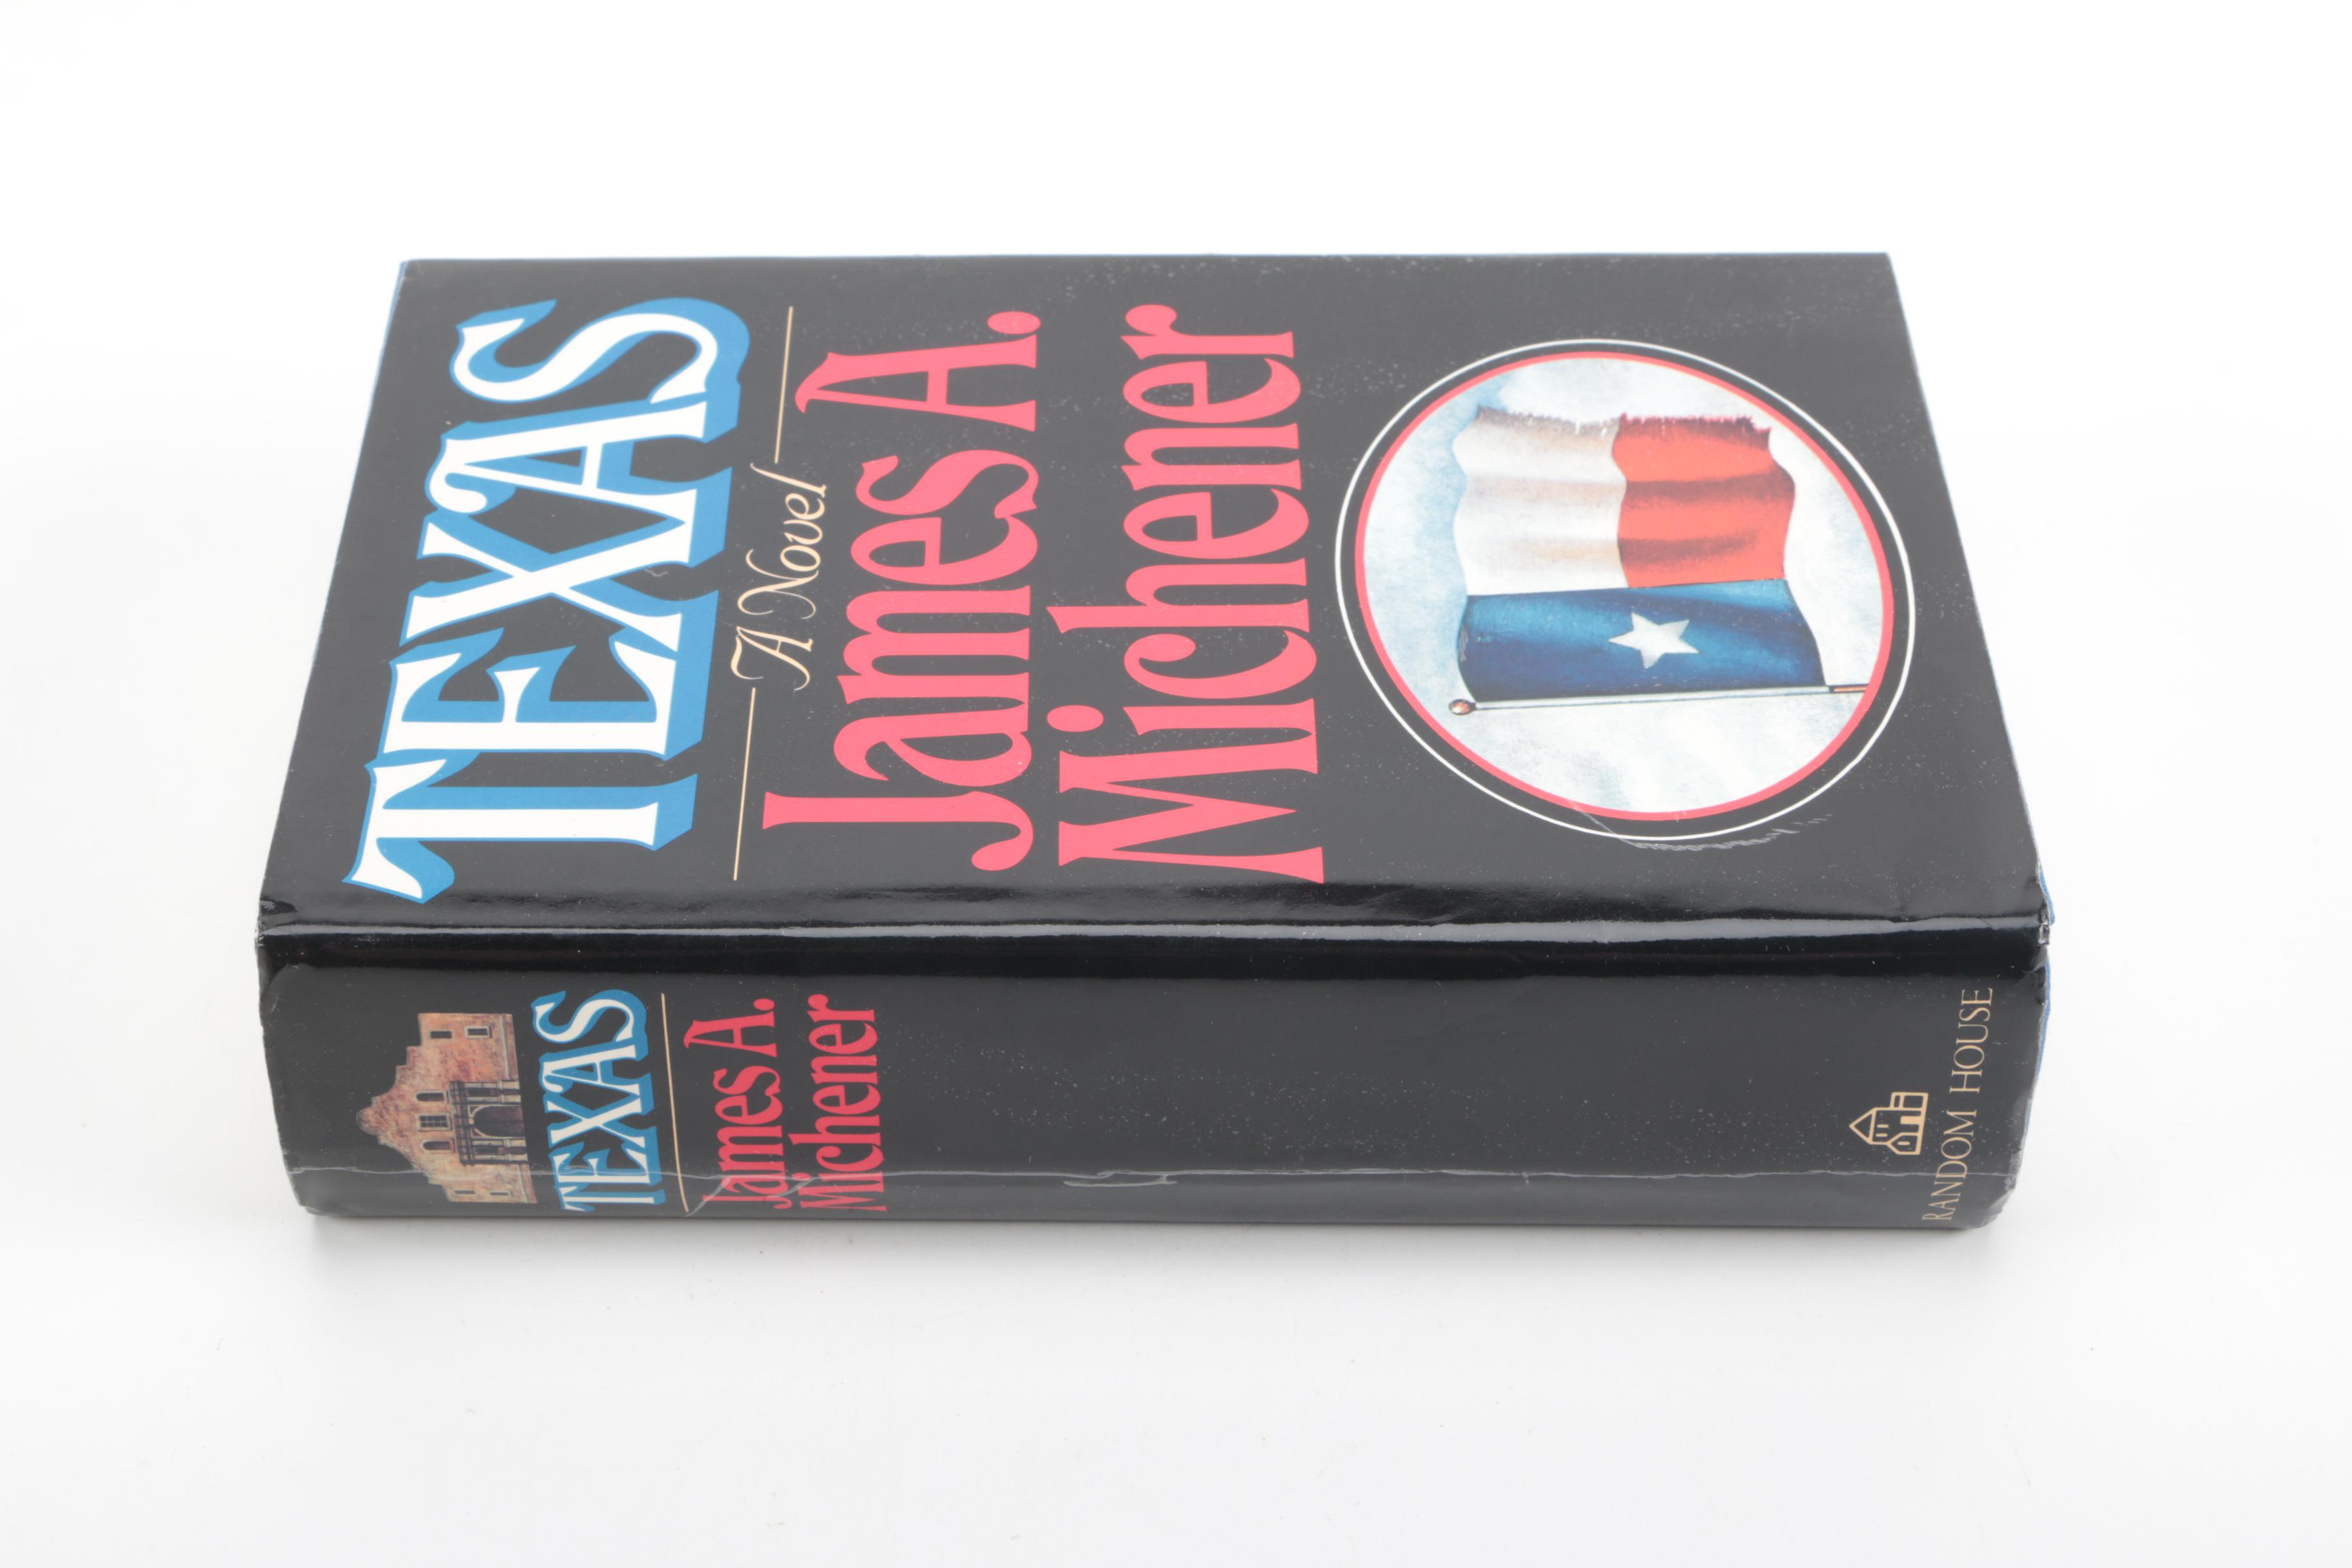 TEXAS
A Novel
James A.
Michener
TEXAS
James A.
Michener
RANDOM HOUSE